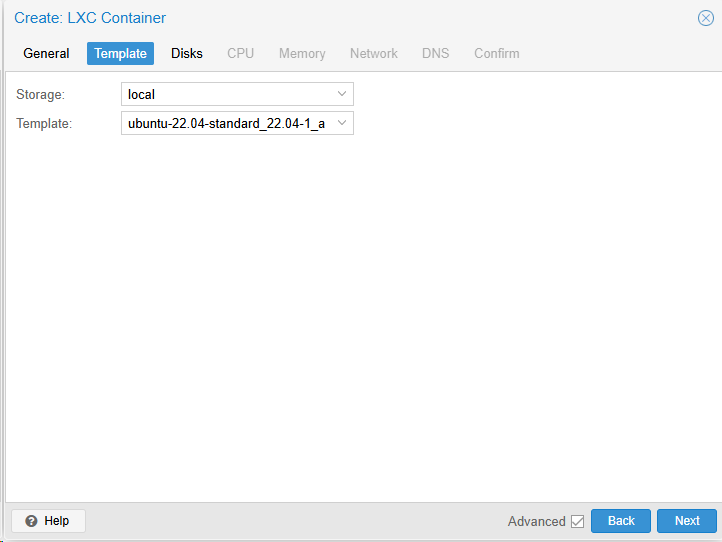 Create: LXC Container
General Template Disks CPU Memory Network DNS Confirm
Storage: local
Template: ubuntu-22.04-standard_22.04-1_a
Help Advanced Back Next